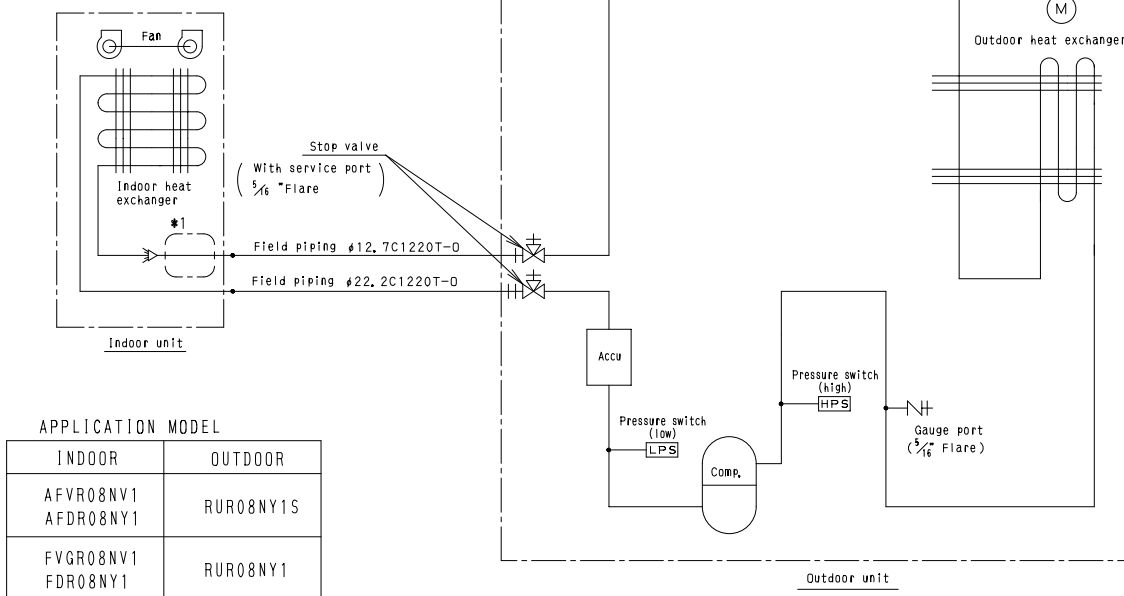 M
Outdoor heat exchanger
Fan
Stop valve
( With service port
5/16 "Flare )
Indoor heat
exchanger
*1
Field piping φ12.7C1220T-O
Field piping φ22.2C1220T-O
Indoor unit
Accu
Pressure switch
(high)
HPS
Pressure switch
(low)
LPS
Gauge port
(5/16" Flare)
Comp.
Outdoor unit
APPLICATION MODEL
INDOOR OUTDOOR
AFVR08NV1
AFDR08NY1
RUR08NY1S
FVGR08NV1
FDR08NY1
RUR08NY1